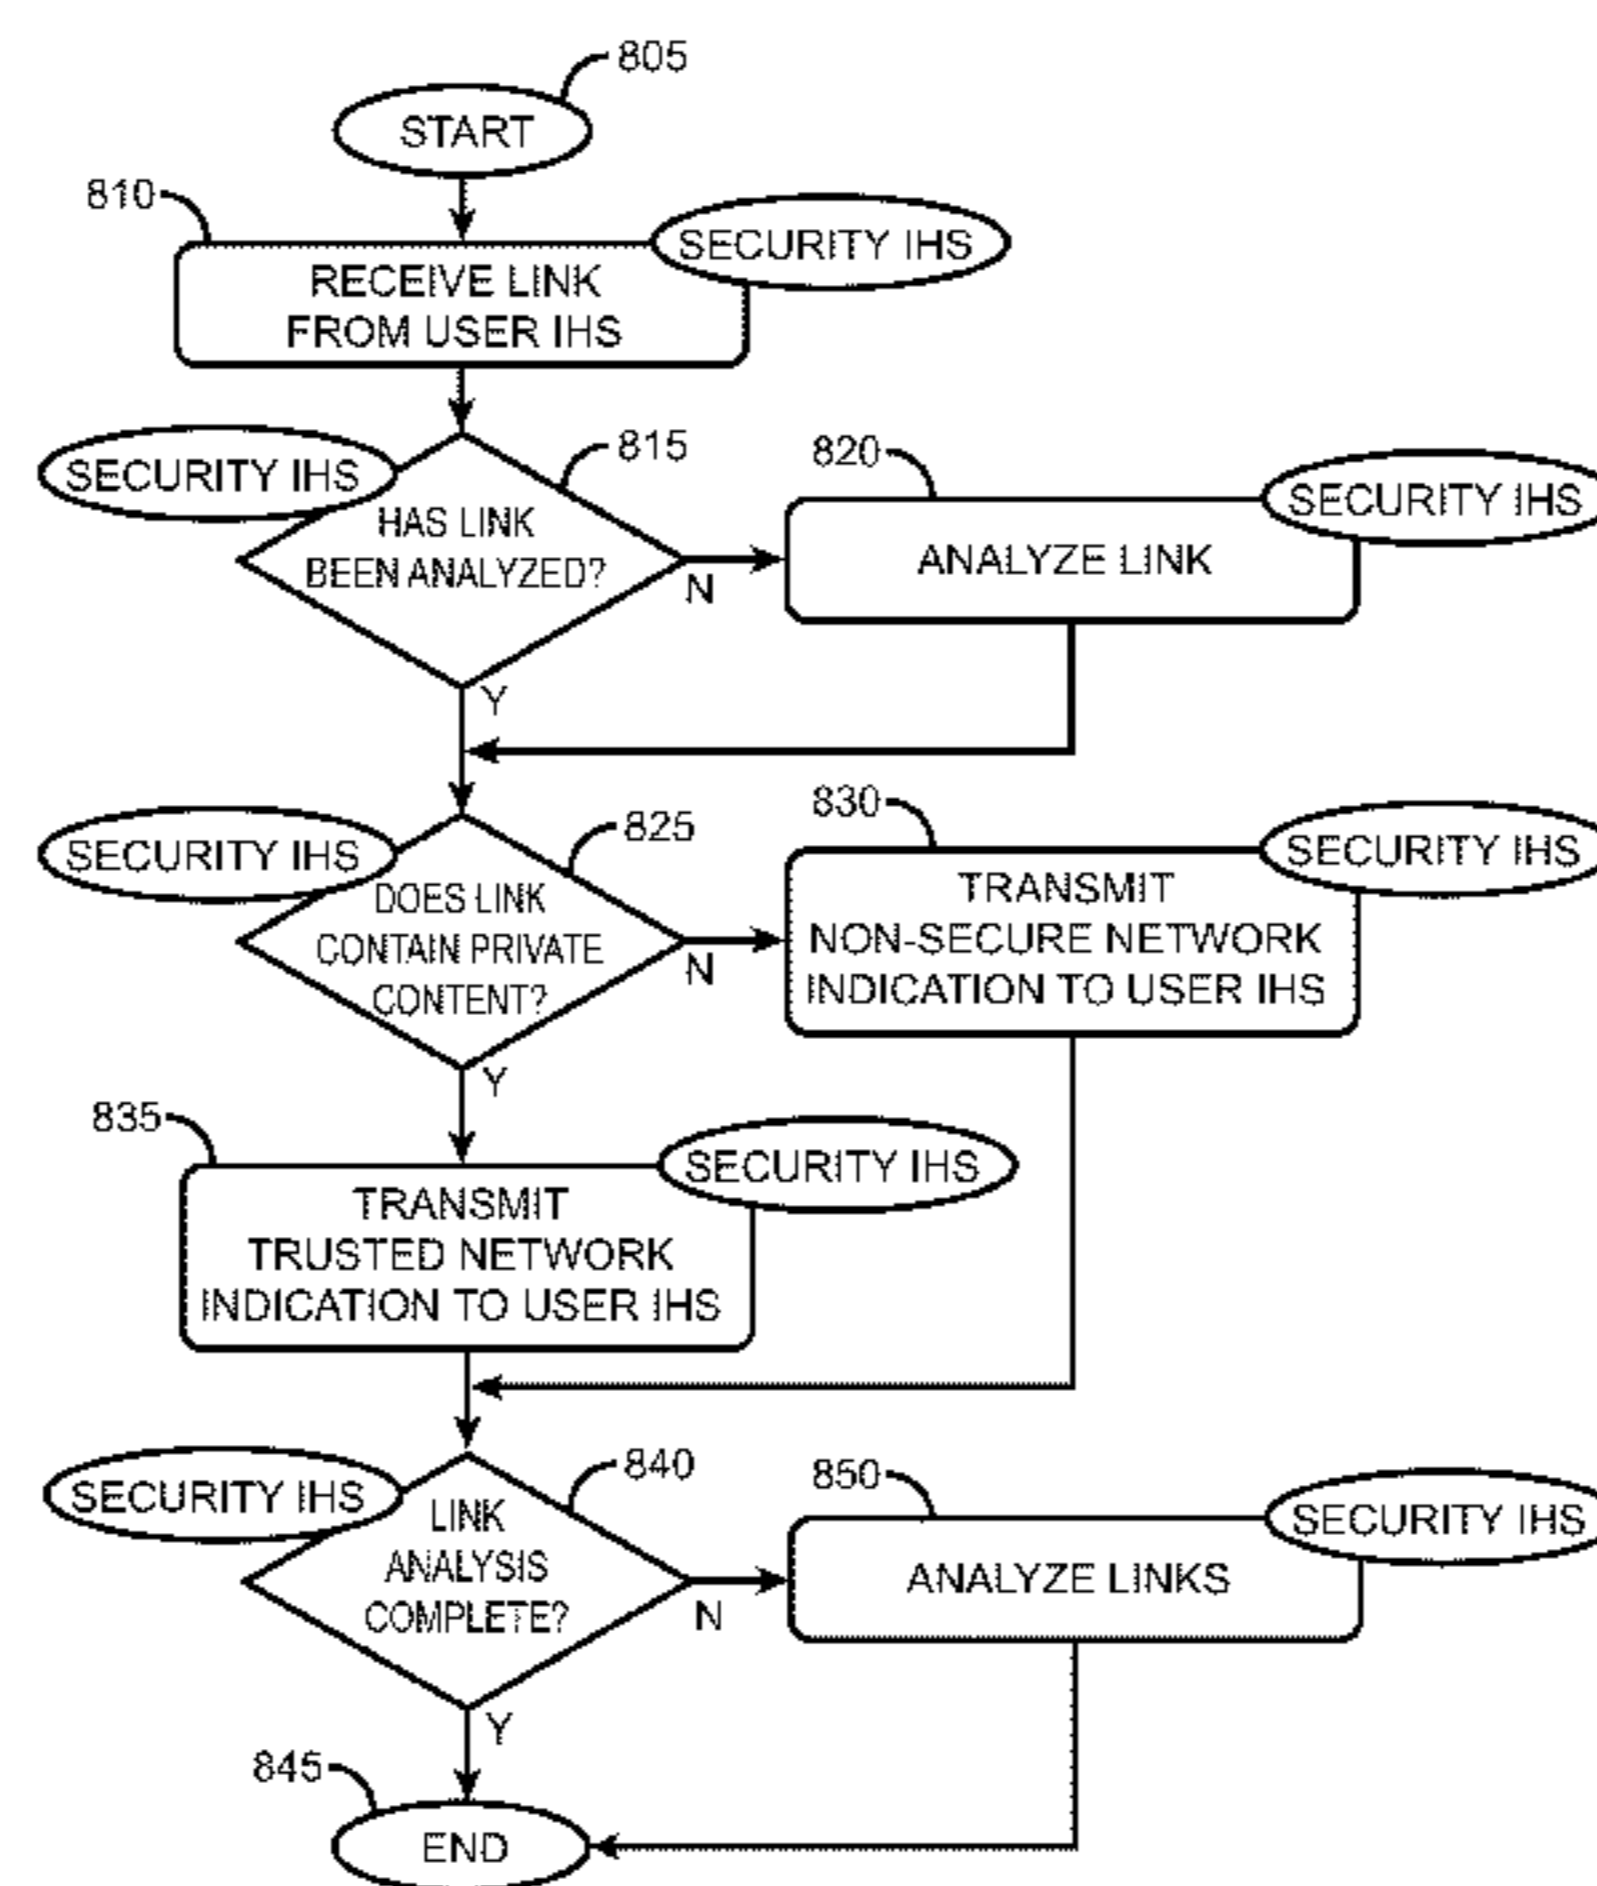 805
START
810
SECURITY IHS
RECEIVE LINK
FROM USER IHS
SECURITY IHS
815
HAS LINK
BEEN ANALYZED?
N
Y
820
SECURITY IHS
ANALYZE LINK
SECURITY IHS
825
DOES LINK
CONTAIN PRIVATE
CONTENT?
N
Y
830
SECURITY IHS
TRANSMIT
NON-SECURE NETWORK
INDICATION TO USER IHS
835
SECURITY IHS
TRANSMIT
TRUSTED NETWORK
INDICATION TO USER IHS
SECURITY IHS
840
LINK
ANALYSIS
COMPLETE?
N
Y
850
SECURITY IHS
ANALYZE LINKS
845
END